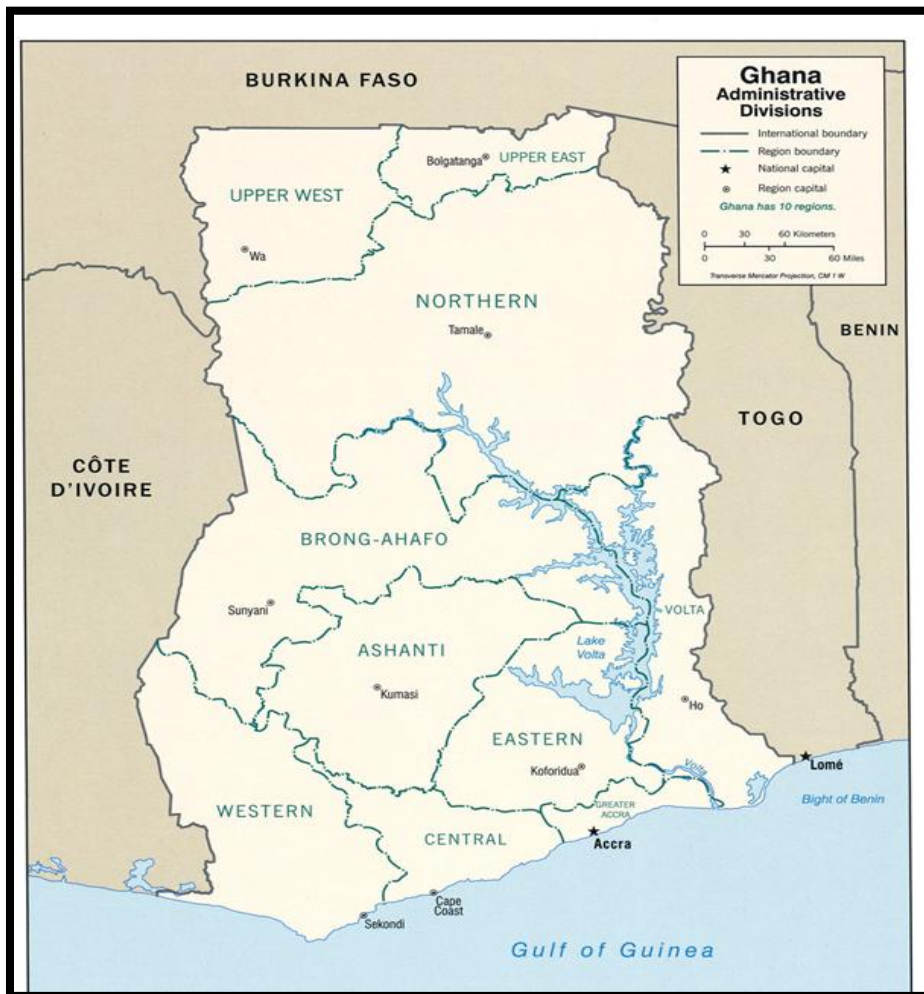 BURKINA FASO
Ghana
Administrative
Divisions
International boundary
Region boundary
National capital
Region capital
Ghana has 10 regions.
0 30 60 Kilometers
0 30 60 Miles
Transverse Mercator Projection, CM 1 W
Bolgatanga
UPPER EAST
UPPER WEST
Wa
NORTHERN
Tamale
BENIN
TOGO
CÔTE
D'IVOIRE
BRONG-AHAFO
Sunyani
VOLTA
ASHANTI
Lake
Volta
Kumasi
Ho
EASTERN
Koforidua
Volta
Lomé
WESTERN
GREATER
ACCRA
Bight of Benin
CENTRAL
Accra
Cape
Coast
Sekondi
Gulf of Guinea